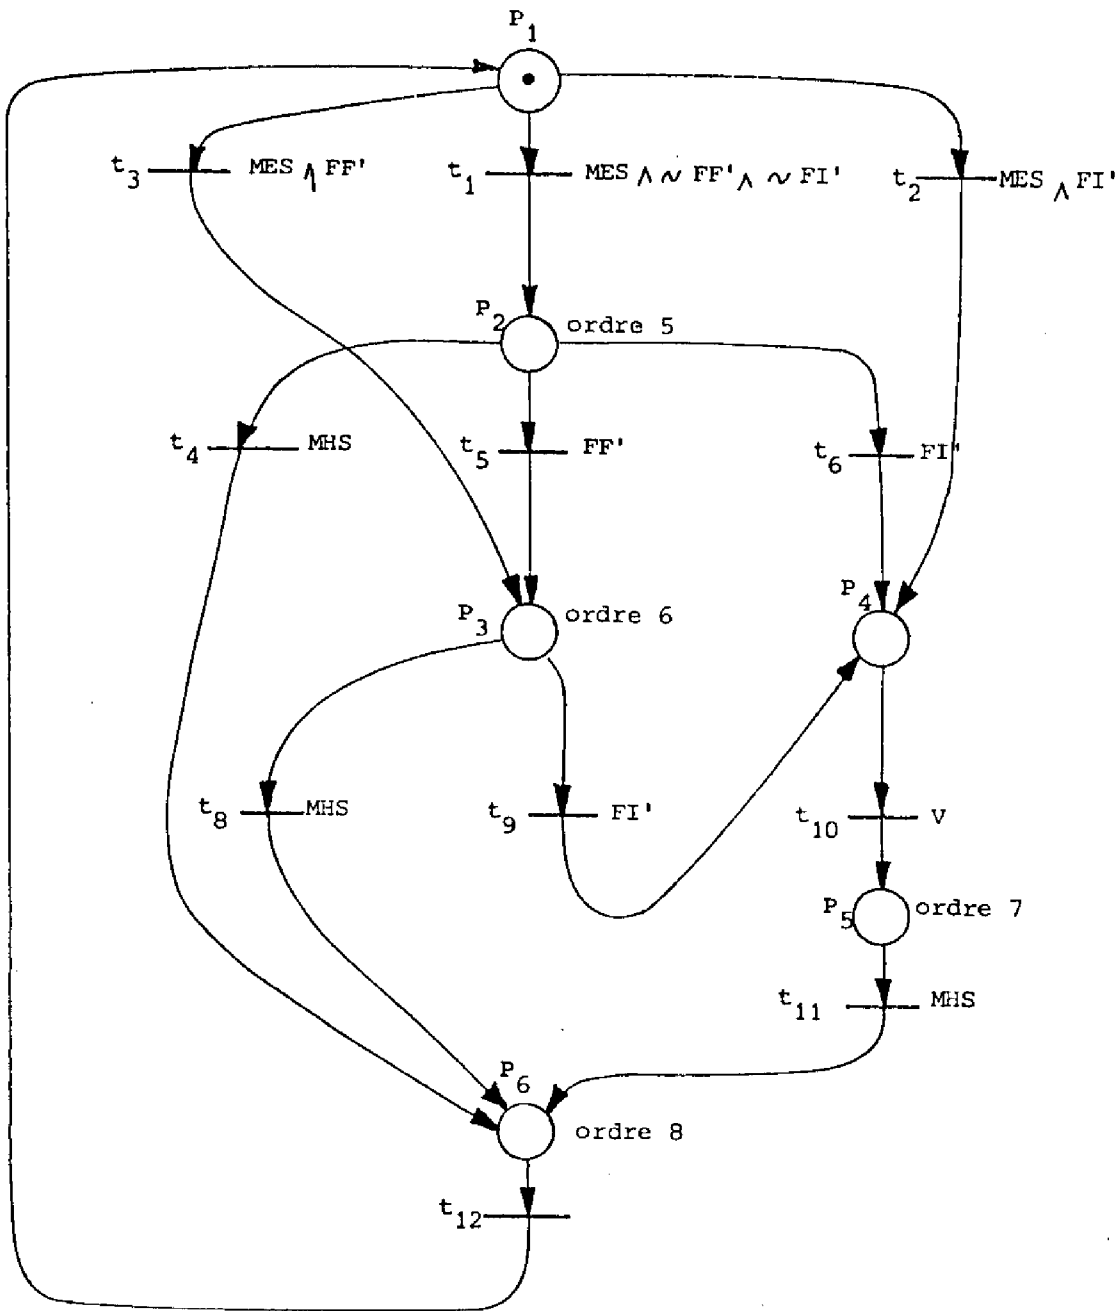 P1
t3 MES ∧ FF'
t1 MES ∧ ~ FF' ∧ ~ FI'
t2 MES ∧ FI'
P2 ordre 5
t4 MHS
t5 FF'
t6 FI'
P3 ordre 6
P4
t8 MHS
t9 FI'
t10 V
P5 ordre 7
t11 MHS
P6
ordre 8
t12